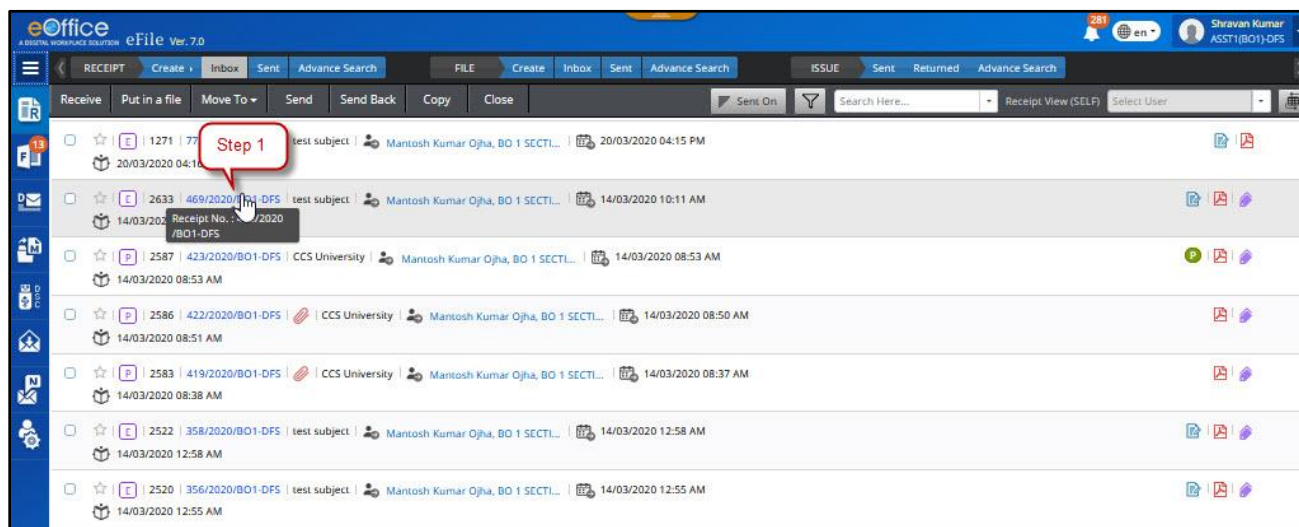 281
eOffice
A DIGITAL WORKPLACE SOLUTION eFile Ver. 7.0
en
Shravan Kumar
ASST1(BO1)-DFS
RECEIPT Create Inbox Sent Advance Search FILE Create Inbox Sent Advance Search ISSUE Sent Returned Advance Search
Receive Put in a file Move To Send Send Back Copy Close Sent On Search Here... Receipt View (SELF) Select User
R
13
F
D
M
DSC
N
Step 1
E 1271 77 test subject Mantosh Kumar Ojha, BO 1 SECTI... 20/03/2020 04:15 PM
20/03/2020 04:16
E 2633 469/2020/BO1-DFS test subject Mantosh Kumar Ojha, BO 1 SECTI... 14/03/2020 10:11 AM
14/03/202
Receipt No. : /2020
/BO1-DFS
P 2587 423/2020/BO1-DFS CCS University Mantosh Kumar Ojha, BO 1 SECTI... 14/03/2020 08:53 AM P
14/03/2020 08:53 AM
P 2586 422/2020/BO1-DFS CCS University Mantosh Kumar Ojha, BO 1 SECTI... 14/03/2020 08:50 AM
14/03/2020 08:51 AM
P 2583 419/2020/BO1-DFS CCS University Mantosh Kumar Ojha, BO 1 SECTI... 14/03/2020 08:37 AM
14/03/2020 08:38 AM
E 2522 358/2020/BO1-DFS test subject Mantosh Kumar Ojha, BO 1 SECTI... 14/03/2020 12:58 AM
14/03/2020 12:58 AM
E 2520 356/2020/BO1-DFS test subject Mantosh Kumar Ojha, BO 1 SECTI... 14/03/2020 12:55 AM
14/03/2020 12:55 AM